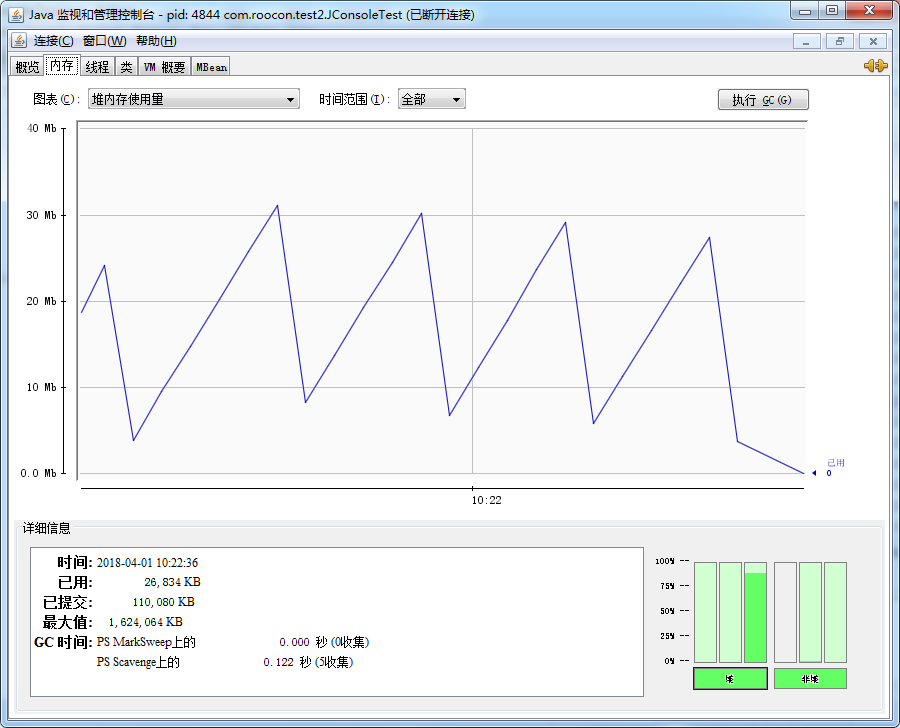 Java 监视和管理控制台 - pid: 4844 com.roocon.test2.JConsoleTest (已断开连接)
连接(C) 窗口(W) 帮助(H)
概览 内存 线程 类 VM 概要 MBean
图表(C): 堆内存使用量 时间范围(I): 全部 执行 GC(G)
40 Mb
30 Mb
20 Mb
10 Mb
0.0 Mb
已用
0
10:22
详细信息
时间: 2018-04-01 10:22:36
已用: 26,834 KB
已提交: 110,080 KB
最大值: 1,624,064 KB
GC 时间: PS MarkSweep上的 0.000 秒 (0收集)
PS Scavenge上的 0.122 秒 (5收集)
100% --
75% --
50% --
25% --
0% --
堆 非堆